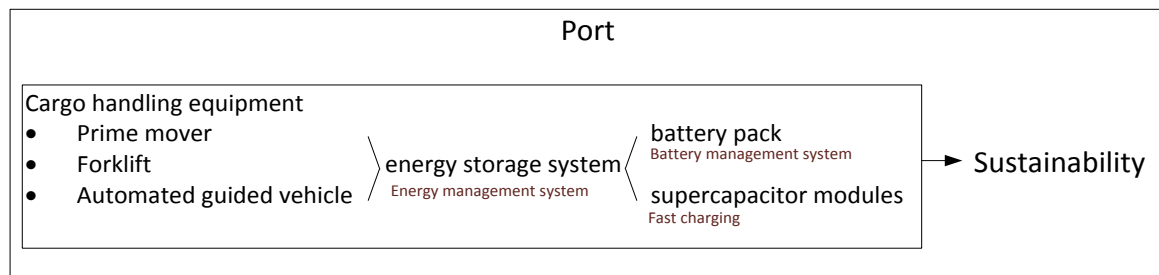 Port
Cargo handling equipment
• Prime mover
• Forklift
• Automated guided vehicle
energy storage system
Energy management system
battery pack
Battery management system
supercapacitor modules
Fast charging
Sustainability